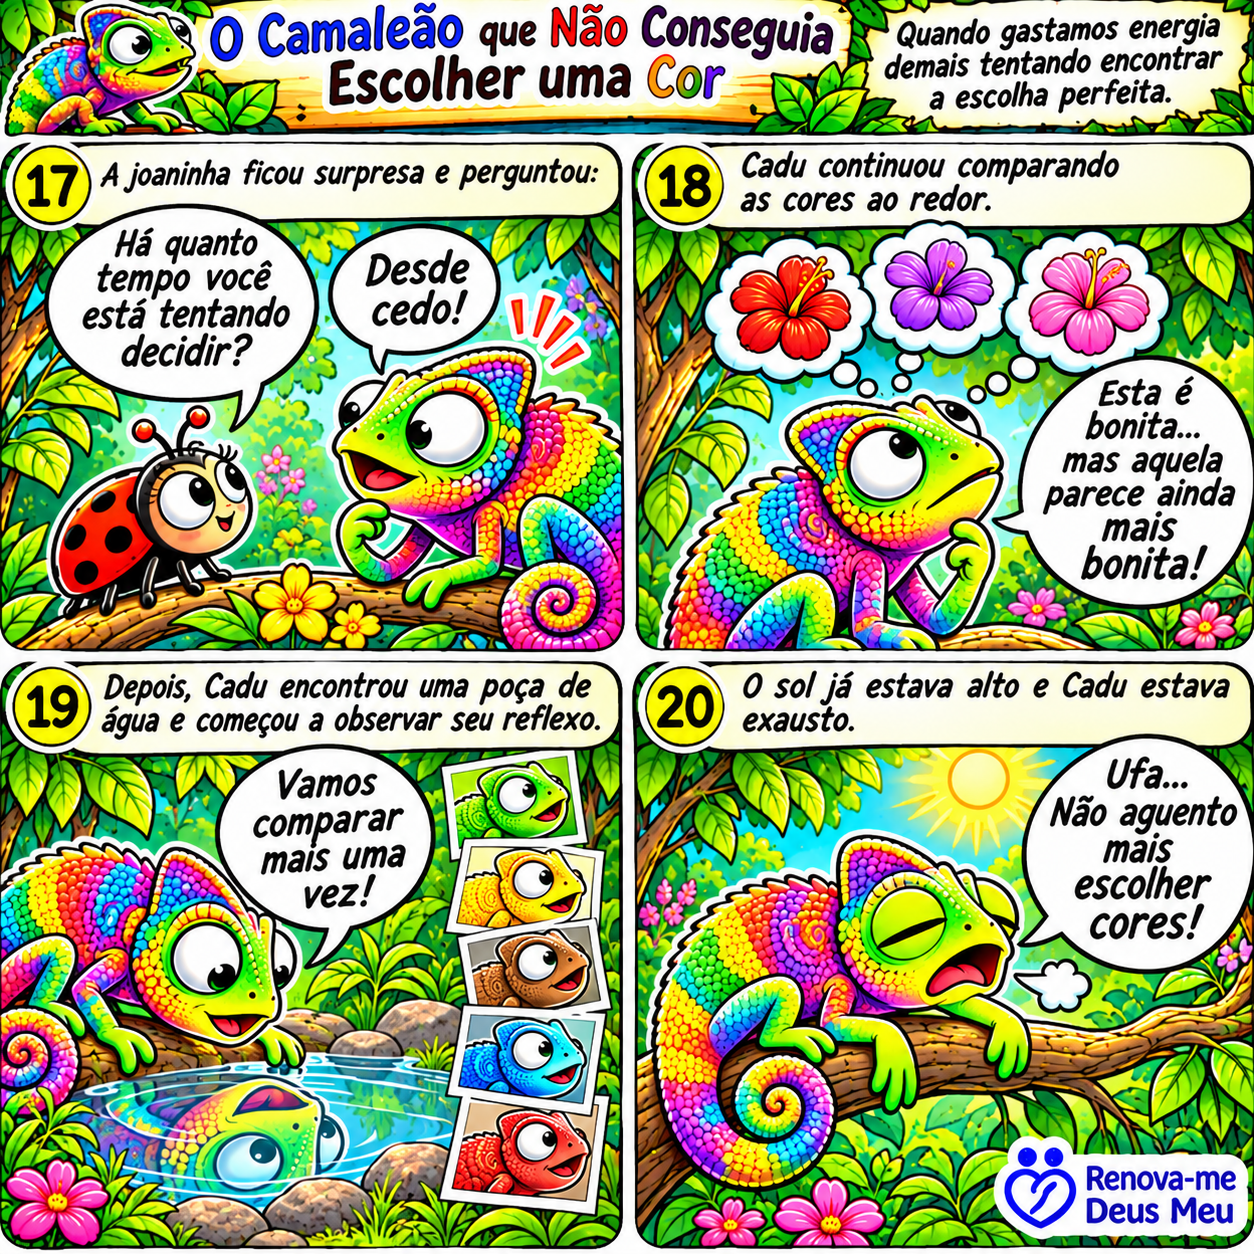 O Camaleão que Não Conseguia
Escolher uma Cor
Quando gastamos energia
demais tentando encontrar
a escolha perfeita.
17
A joaninha ficou surpresa e perguntou:
Há quanto
tempo você
está tentando
decidir?
Desde
cedo!
18
Cadu continuou comparando
as cores ao redor.
Esta é
bonita...
mas aquela
parece ainda
mais
bonita!
19
Depois, Cadu encontrou uma poça de
água e começou a observar seu reflexo.
Vamos
comparar
mais uma
vez!
20
O sol já estava alto e Cadu estava
exausto.
Ufa...
Não aguento
mais
escolher
cores!
Renova-me
Deus Meu